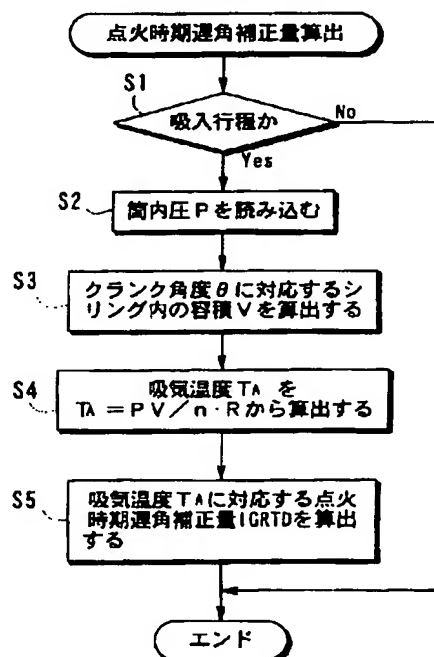 点火時期遅角補正量算出
S1
吸入行程か
No
Yes
S2
筒内圧Pを読み込む
S3
クランク角度θに対応するシ
リング内の容積Vを算出する
S4
吸気温度TAを
TA=PV/n・Rから算出する
S5
吸気温度TAに対応する点火
時期遅角補正量IGRTDを算出
する
エンド